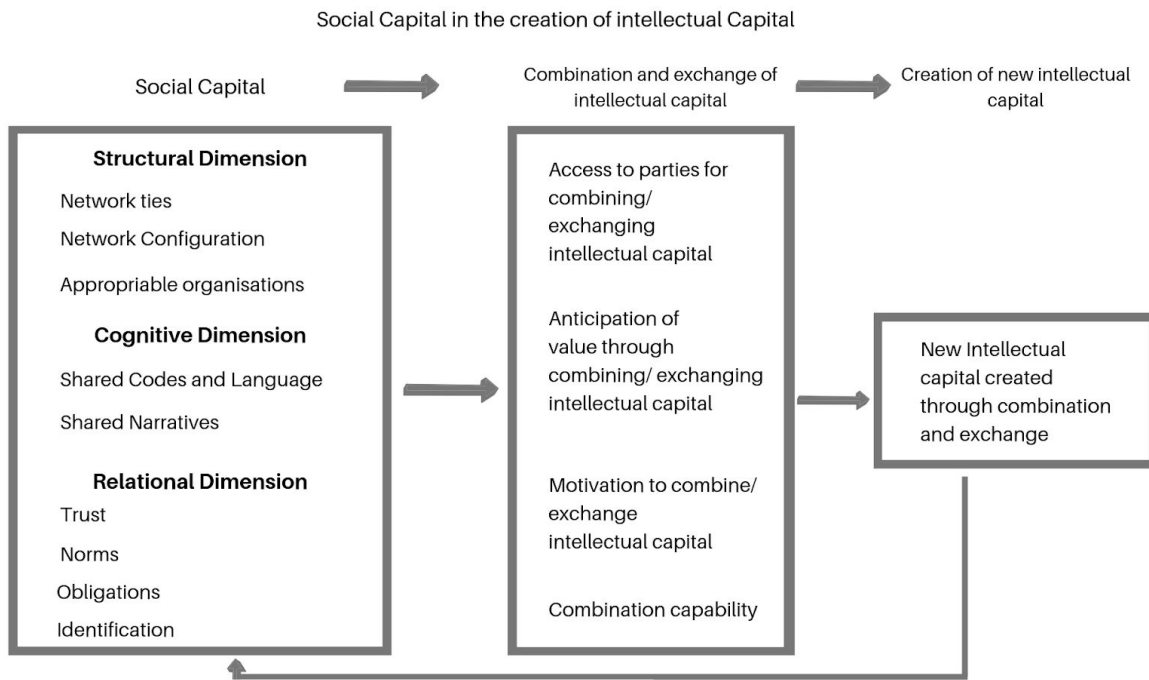 Social Capital in the creation of intellectual Capital
Social Capital
Combination and exchange of
intellectual capital
Creation of new intellectual
capital
Structural Dimension
Network ties
Network Configuration
Appropriable organisations
Cognitive Dimension
Shared Codes and Language
Shared Narratives
Relational Dimension
Trust
Norms
Obligations
Identification
Access to parties for
combining/
exchanging
intellectual capital
Anticipation of
value through
combining/ exchanging
intellectual capital
Motivation to combine/
exchange
intellectual capital
Combination capability
New Intellectual
capital created
through combination
and exchange